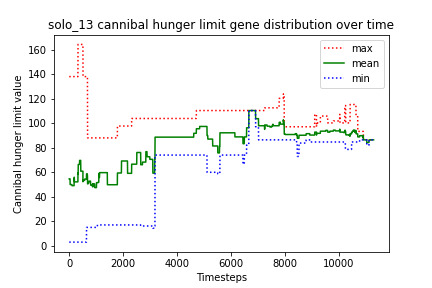 solo_13 cannibal hunger limit gene distribution over time
max
mean
min
Cannibal hunger limit value
160
140
120
100
80
60
40
20
0
0 2000 4000 6000 8000 10000
Timesteps